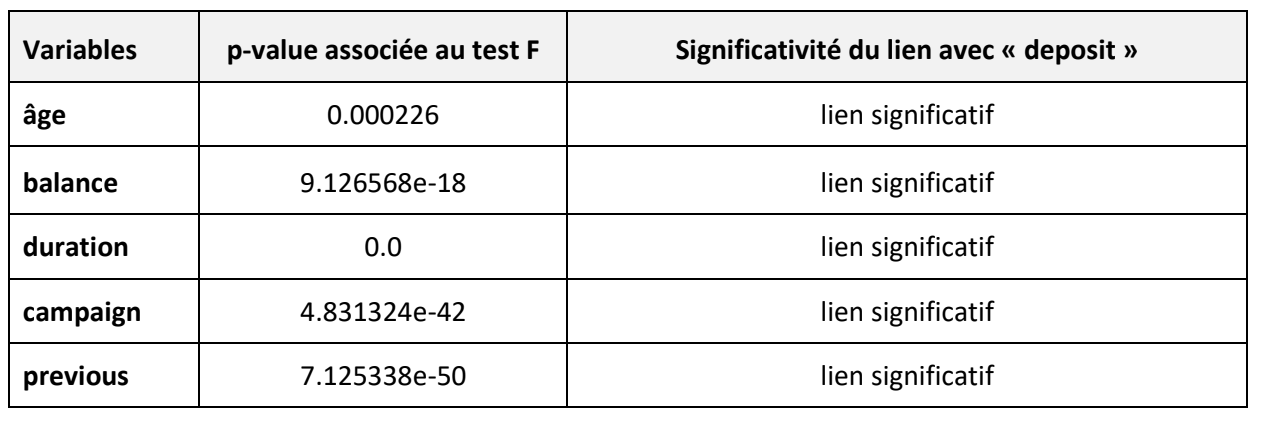 Variables p-value associée au test F Significativité du lien avec « deposit »
âge 0.000226 lien significatif
balance 9.126568e-18 lien significatif
duration 0.0 lien significatif
campaign 4.831324e-42 lien significatif
previous 7.125338e-50 lien significatif